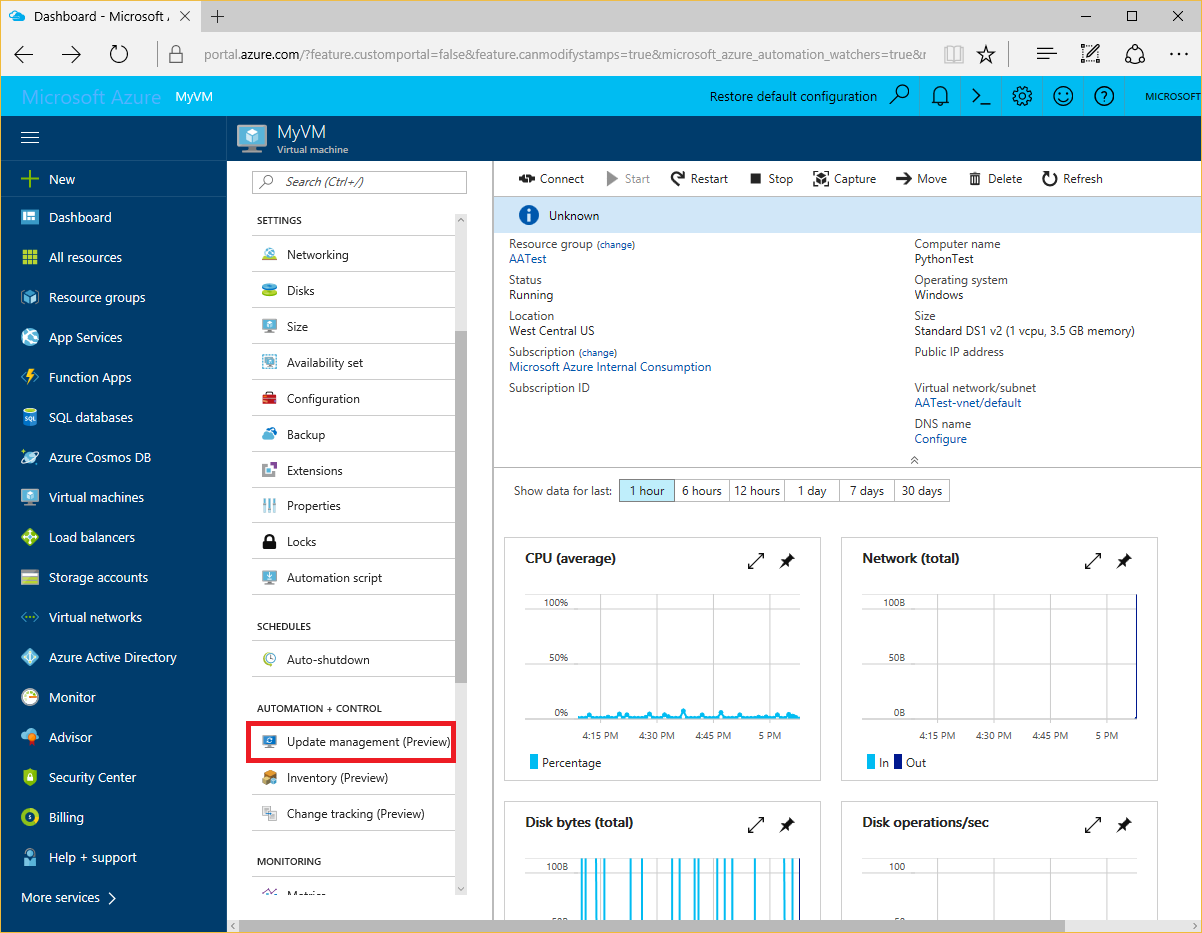 Dashboard - Microsoft A
portal.azure.com/?feature.customportal=false&feature.canmodifystamps=true&microsoft_azure_automation_watchers=true&r
Microsoft Azure MyVM
Restore default configuration
MICROSOFT
MyVM
Virtual machine
New
Dashboard
All resources
Resource groups
App Services
Function Apps
SQL databases
Azure Cosmos DB
Virtual machines
Load balancers
Storage accounts
Virtual networks
Azure Active Directory
Monitor
Advisor
Security Center
Billing
Help + support
More services
Search (Ctrl+/)
SETTINGS
Networking
Disks
Size
Availability set
Configuration
Backup
Extensions
Properties
Locks
Automation script
SCHEDULES
Auto-shutdown
AUTOMATION + CONTROL
Update management (Preview)
Inventory (Preview)
Change tracking (Preview)
MONITORING
Metrics
Connect Start Restart Stop Capture Move Delete Refresh
Unknown
Resource group (change)
AATest
Status
Running
Location
West Central US
Subscription (change)
Microsoft Azure Internal Consumption
Subscription ID
Computer name
PythonTest
Operating system
Windows
Size
Standard DS1 v2 (1 vcpu, 3.5 GB memory)
Public IP address
Virtual network/subnet
AATest-vnet/default
DNS name
Configure
Show data for last: 1 hour 6 hours 12 hours 1 day 7 days 30 days
CPU (average)
100%
50%
0%
4:15 PM 4:30 PM 4:45 PM 5 PM
Percentage
Network (total)
100B
50B
0B
4:15 PM 4:30 PM 4:45 PM 5 PM
In Out
Disk bytes (total)
100B
50B
Disk operations/sec
100
50